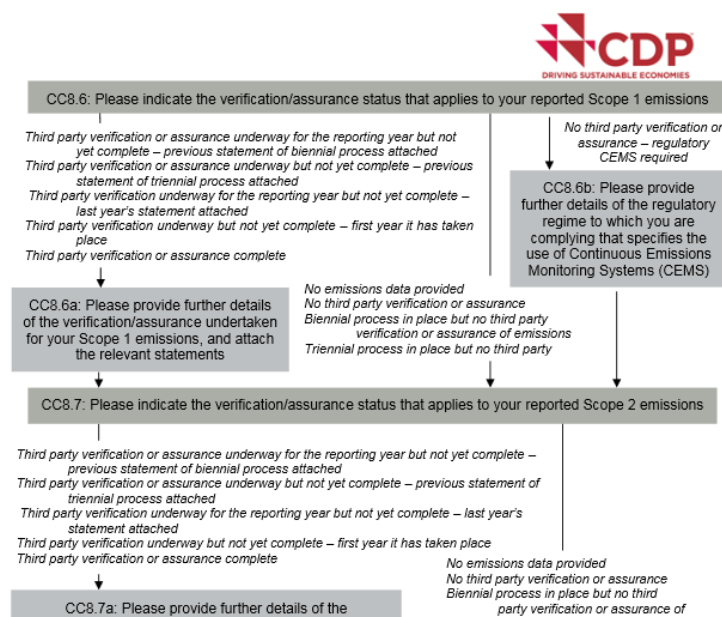 CDP
DRIVING SUSTAINABLE ECONOMIES
CC8.6: Please indicate the verification/assurance status that applies to your reported Scope 1 emissions
Third party verification or assurance underway for the reporting year but not
yet complete – previous statement of biennial process attached
Third party verification or assurance underway but not yet complete – previous
statement of triennial process attached
Third party verification underway for the reporting year but not yet complete –
last year's statement attached
Third party verification underway but not yet complete – first year it has taken
place
Third party verification or assurance complete
No third party verification or
assurance – regulatory
CEMS required
CC8.6b: Please provide
further details of the regulatory
regime to which you are
complying that specifies the
use of Continuous Emissions
Monitoring Systems (CEMS)
No emissions data provided
No third party verification or assurance
Biennial process in place but no third party
verification or assurance of emissions
Triennial process in place but no third party
CC8.6a: Please provide further details
of the verification/assurance undertaken
for your Scope 1 emissions, and attach
the relevant statements
CC8.7: Please indicate the verification/assurance status that applies to your reported Scope 2 emissions
Third party verification or assurance underway for the reporting year but not yet complete –
previous statement of biennial process attached
Third party verification or assurance underway but not yet complete – previous statement of
triennial process attached
Third party verification underway for the reporting year but not yet complete – last year's
statement attached
Third party verification underway but not yet complete – first year it has taken place
Third party verification or assurance complete
No emissions data provided
No third party verification or assurance
Biennial process in place but no third
party verification or assurance of
CC8.7a: Please provide further details of the